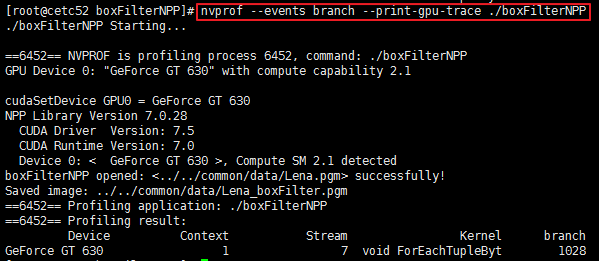 [root@cetc52 boxFilterNPP]# nvprof --events branch --print-gpu-trace ./boxFilterNPP
./boxFilterNPP Starting...
==6452== NVPROF is profiling process 6452, command: ./boxFilterNPP
GPU Device 0: "GeForce GT 630" with compute capability 2.1
cudaSetDevice GPU0 = GeForce GT 630
NPP Library Version 7.0.28
CUDA Driver  Version: 7.5
CUDA Runtime Version: 7.0
Device 0: <  GeForce GT 630 >, Compute SM 2.1 detected
boxFilterNPP opened: <../../common/data/Lena.pgm> successfully!
Saved image: ../../common/data/Lena_boxFilter.pgm
==6452== Profiling application: ./boxFilterNPP
==6452== Profiling result:
Device Context Stream Kernel branch
GeForce GT 630 1 7 void ForEachTupleByt 1028